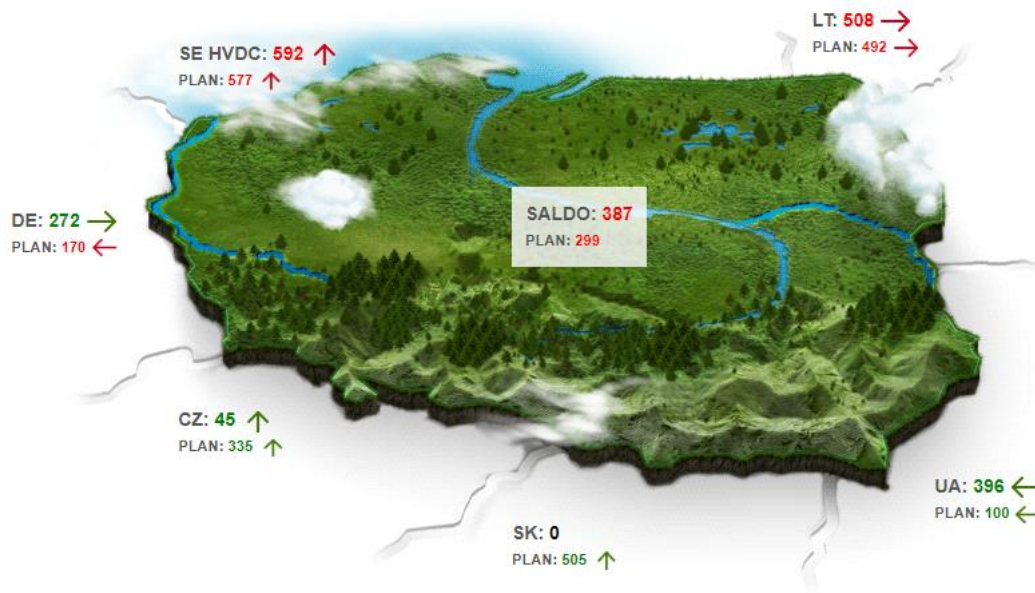 LT: 508 →
PLAN: 492 →
SE HVDC: 592 ↑
PLAN: 577 ↑
DE: 272 →
PLAN: 170 ←
SALDO: 387
PLAN: 299
CZ: 45 ↑
PLAN: 335 ↑
UA: 396 ←
PLAN: 100 ←
SK: 0
PLAN: 505 ↑